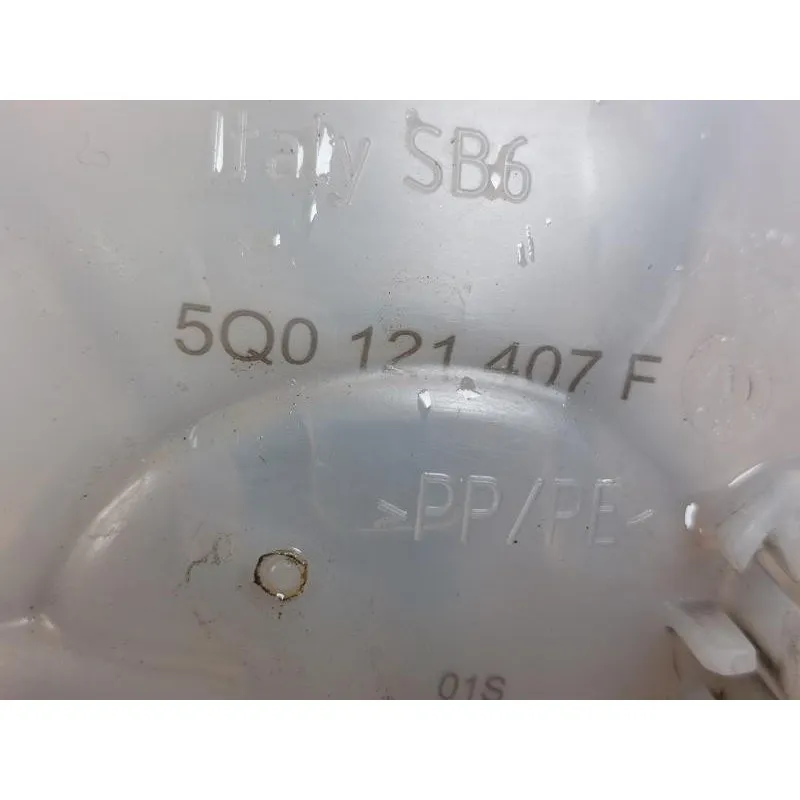 Italy SB6
5Q0 121 407 F
>PP/PE<
01S